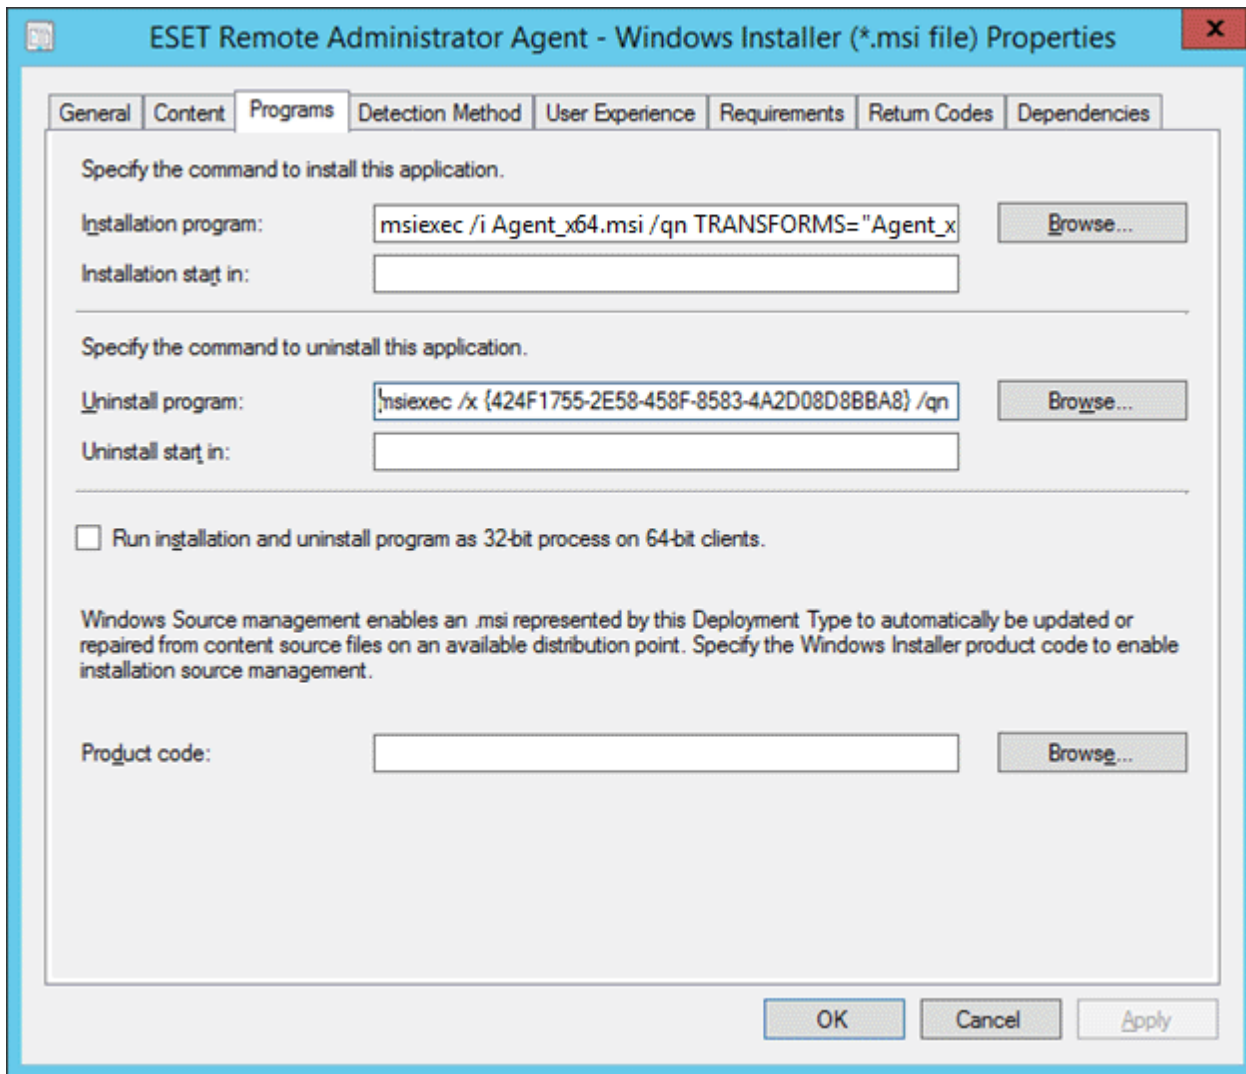 ESET Remote Administrator Agent - Windows Installer (*.msi file) Properties
x
General Content Programs Detection Method User Experience Requirements Return Codes Dependencies
Specify the command to install this application.
Installation program: msiexec /i Agent_x64.msi /qn TRANSFORMS="Agent_x Browse...
Installation start in:
Specify the command to uninstall this application.
Uninstall program: msiexec /x {424F1755-2E58-458F-8583-4A2D08D8BBA8} /qn Browse...
Uninstall start in:
Run installation and uninstall program as 32-bit process on 64-bit clients.
Windows Source management enables an .msi represented by this Deployment Type to automatically be updated or
repaired from content source files on an available distribution point. Specify the Windows Installer product code to enable
installation source management.
Product code: Browse...
OK Cancel Apply